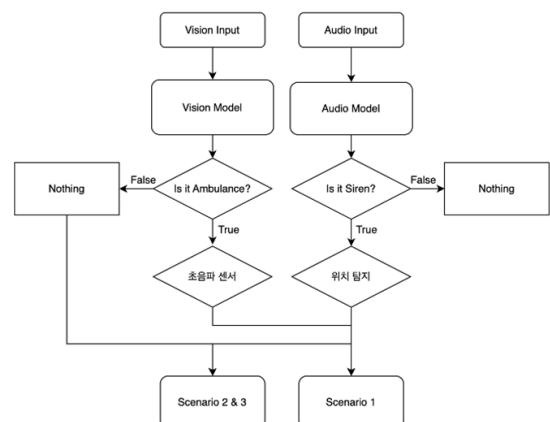 Vision Input
Audio Input
Vision Model
Audio Model
Nothing
False
Is it Ambulance?
Is it Siren?
False
Nothing
True
True
초음파 센서
위치 탐지
Scenario 2 & 3
Scenario 1